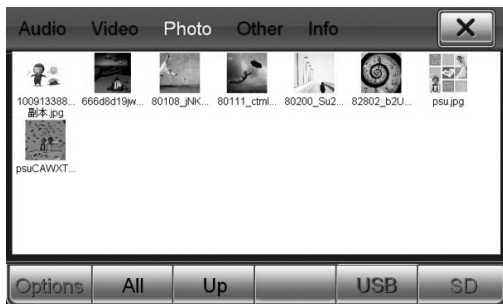 Audio Video Photo Other Info X
100913388... 666d8d19jw... 80108_jNK... 80111_ctml... 80200_Su2... 82802_b2U... psu.jpg
副本.jpg
psuCAWXT...
Options All Up USB SD